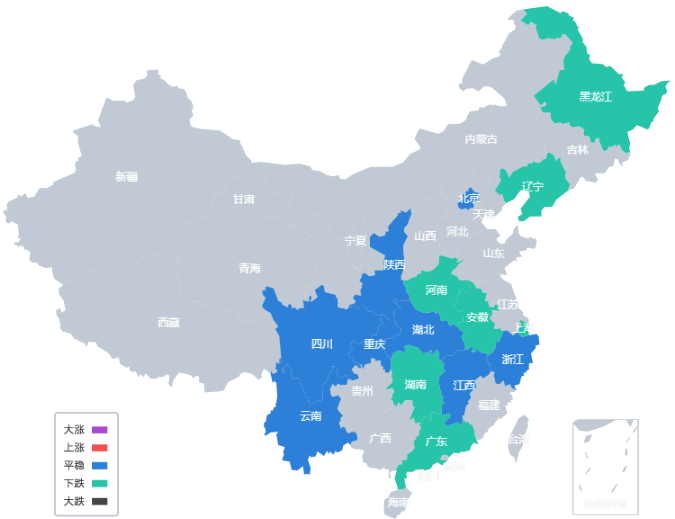 黑龙江
内蒙古
吉林
新疆
辽宁
甘肃
北京
天津
宁夏
山西
河北
山东
青海
陕西
河南
江苏
西藏
安徽
上海
湖北
四川
重庆
浙江
湖南
江西
贵州
福建
云南
广西
广东
台湾
海南
大涨
上涨
平稳
下跌
大跌